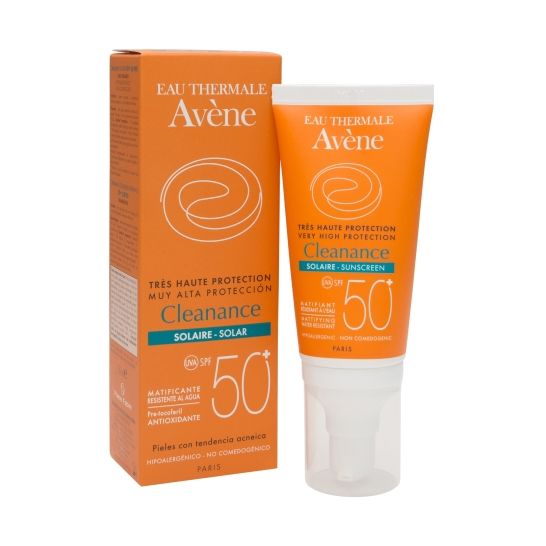 EAU THERMALE
Avène
TRÈS HAUTE PROTECTION
MUY ALTA PROTECCIÓN
Cleanance
SOLAIRE - SOLAR
UVA SPF 50+
MATIFICANTE
RESISTENTE AL AGUA
Pre-tocoferil
ANTIOXIDANTE
Pieles con tendencia acneica
HIPOALERGÉNICO - NO COMEDOGÉNICO
PARIS
EAU THERMALE
Avène
TRÈS HAUTE PROTECTION
VERY HIGH PROTECTION
Cleanance
SOLAIRE - SUNSCREEN
UVA SPF 50+
MATIFIANT
RÉSISTANT À L'EAU
MATTIFYING
WATER RESISTANT
HYPOALLERGENIC - NON COMEDOGENIC
PARIS